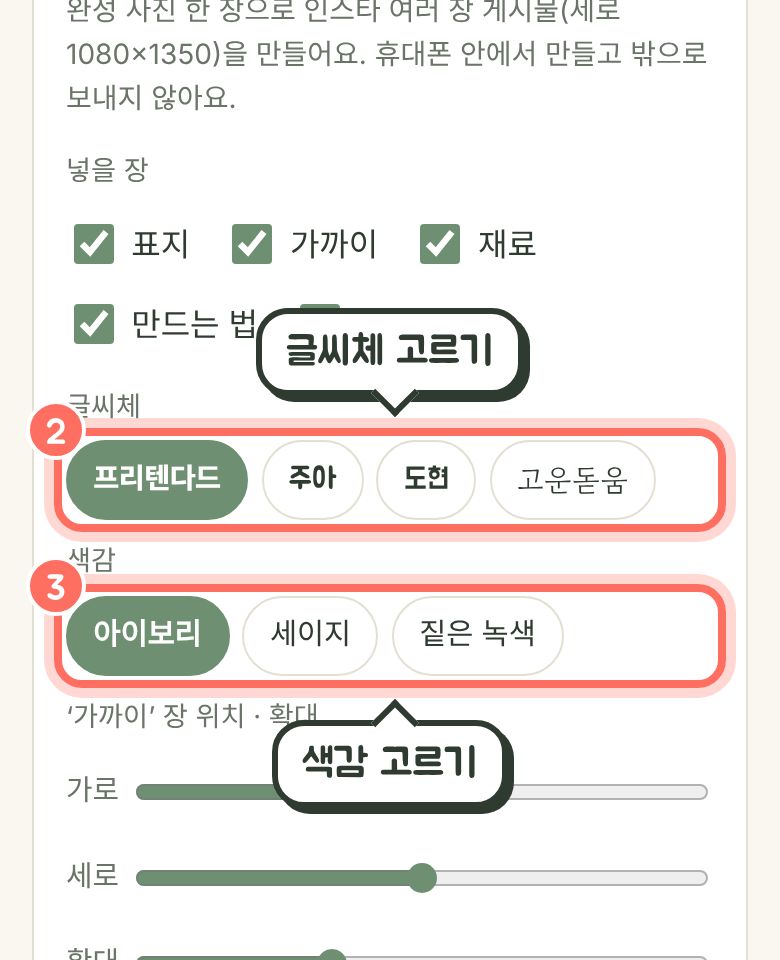 완성 사진 한 장으로 인스타 여러 장 게시물(세로
1080×1350)을 만들어요. 휴대폰 안에서 만들고 밖으로
보내지 않아요.
넣을 장
표지 가까이 재료
만드는 법
글씨체 고르기
글씨체
2
프리텐다드 주아 도현 고운돋움
색감
3
아이보리 세이지 짙은 녹색
‘가까이’ 장 위치 · 확대
색감 고르기
가로
세로
확대